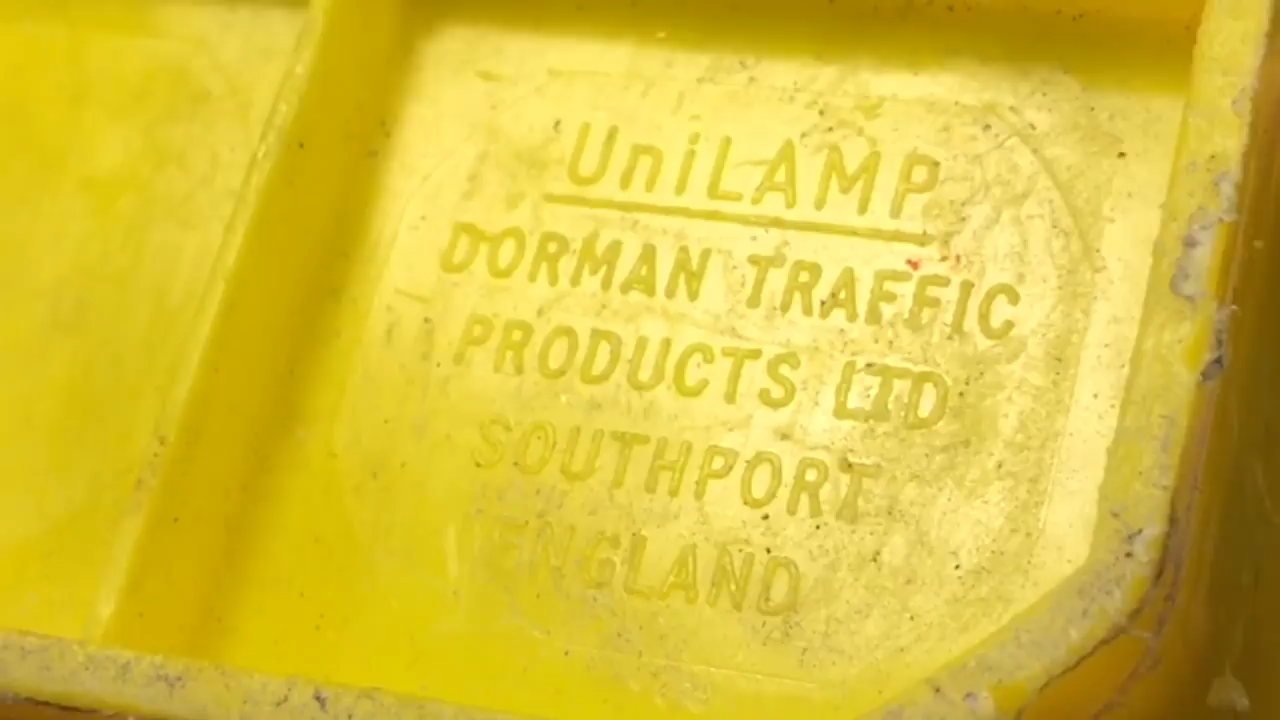 UniLAMP
DORMAN TRAFFIC
PRODUCTS LTD
SOUTHPORT
ENGLAND